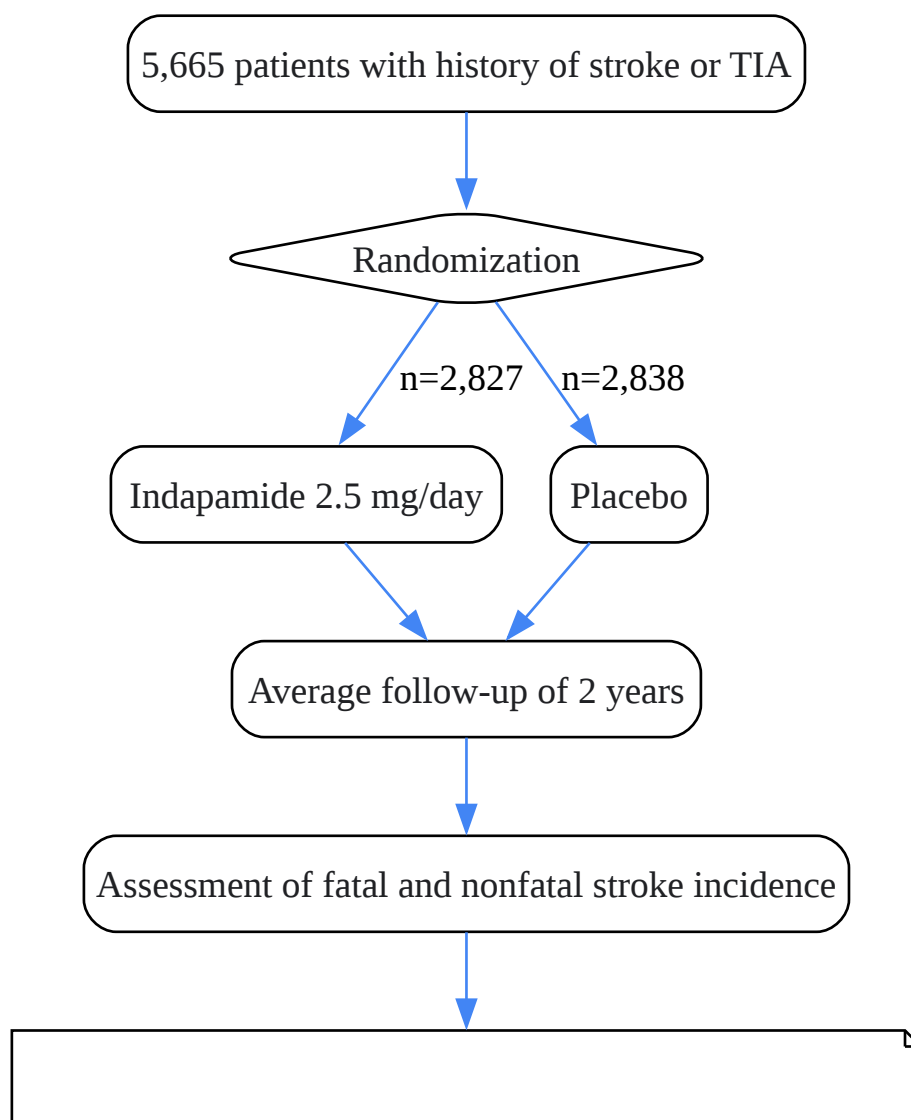 5,665 patients with history of stroke or TIA
Randomization
n=2,827
n=2,838
Indapamide 2.5 mg/day
Placebo
Average follow-up of 2 years
Assessment of fatal and nonfatal stroke incidence